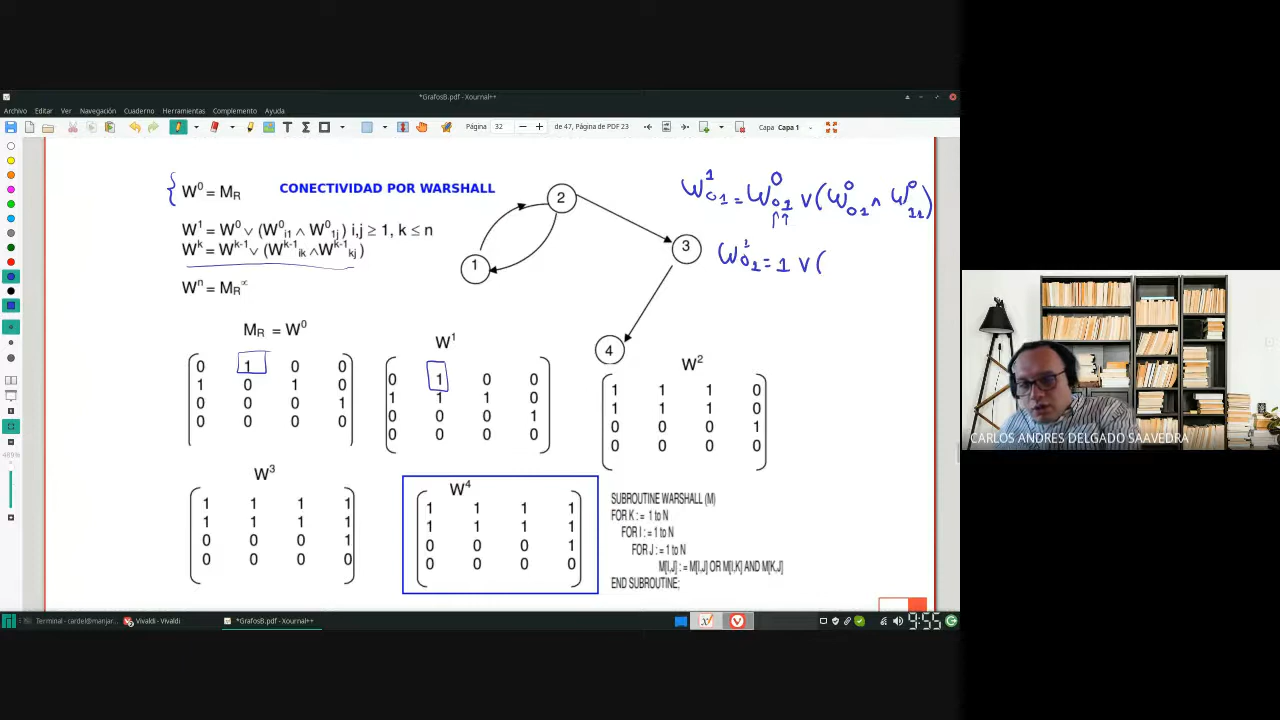 *GrafosB.pdf - Xournal++
Archivo Editar Ver Navegación Cuaderno Herramientas Complemento Ayuda
Página 32 de 47, Página de PDF 23 Capa Capa 1
W⁰ = M_R
CONECTIVIDAD POR WARSHALL
W¹ = W⁰ ∨ (W⁰i1 ∧ W⁰1j) i,j ≥ 1, k ≤ n
Wᵏ = Wᵏ⁻¹ ∨ (Wᵏ⁻¹ik ∧Wᵏ⁻¹kj)
Wⁿ = M_R∝
1
2
3
4
W¹01 = W⁰01 ∨ (W⁰01 ∧ W⁰11)
W¹01 = 1 ∨ (
M_R = W⁰
0 1 0 0
1 0 1 0
0 0 0 1
0 0 0 0
W¹
0 1 0 0
1 1 1 0
0 0 0 1
0 0 0 0
W²
1 1 1 0
1 1 1 0
0 0 0 1
0 0 0 0
W³
1 1 1 1
1 1 1 1
0 0 0 1
0 0 0 0
W⁴
1 1 1 1
1 1 1 1
0 0 0 1
0 0 0 0
SUBROUTINE WARSHALL (M)
FOR K : = 1 to N
FOR I : = 1 to N
FOR J : = 1 to N
M[I,J] : = M[I,J] OR M[I,K] AND M[K,J]
END SUBROUTINE;
CARLOS ANDRES DELGADO SAAVEDRA
Terminal - cardel@manjar... Vivaldi - Vivaldi *GrafosB.pdf - Xournal++ 9:55